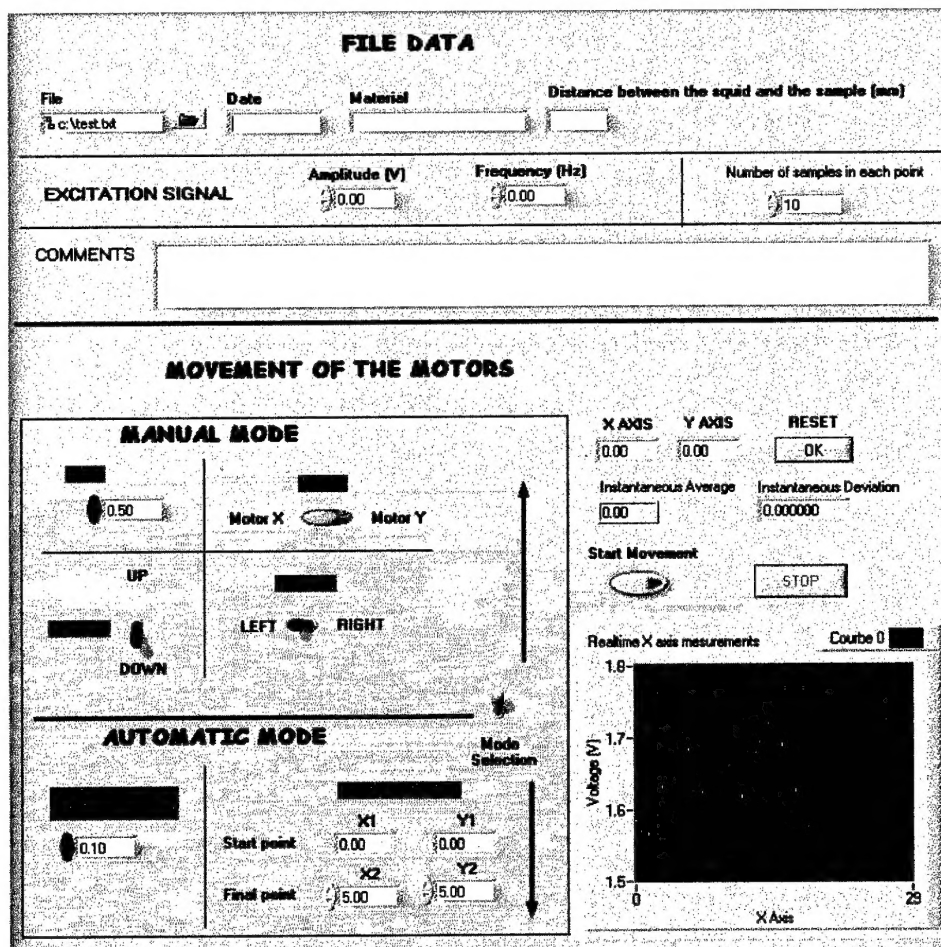 FILE DATA
File Date Material Distance between the squid and the sample (mm)
c:\test.txt
EXCITATION SIGNAL Amplitude (V) Frequency (Hz) Number of samples in each point
0.00 0.00 10
COMMENTS
MOVEMENT OF THE MOTORS
MANUAL MODE
0.50
Motor X Motor Y
UP
LEFT RIGHT
DOWN
X AXIS Y AXIS RESET
0.00 0.00 OK
Instantaneous Average Instantaneous Deviation
0.00 0.000000
Start Movement
STOP
Realtime X axis mesurements Courbe 0
1.8
1.7
1.6
1.5
Voltage (V)
0 29
X Axis
AUTOMATIC MODE
Mode
Selection
0.10
X1 Y1
Start point 0.00 0.00
X2 Y2
Final point 5.00 5.00